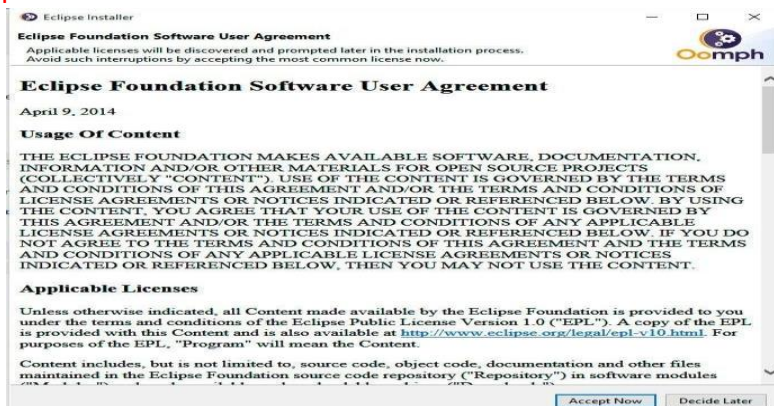 Eclipse Installer
Eclipse Foundation Software User Agreement
Applicable licenses will be discovered and prompted later in the installation process.
Avoid such interruptions by accepting the most common license now.
Oomph
Eclipse Foundation Software User Agreement
April 9, 2014
Usage Of Content
THE ECLIPSE FOUNDATION MAKES AVAILABLE SOFTWARE, DOCUMENTATION,
INFORMATION AND/OR OTHER MATERIALS FOR OPEN SOURCE PROJECTS
(COLLECTIVELY "CONTENT"). USE OF THE CONTENT IS GOVERNED BY THE TERMS
AND CONDITIONS OF THIS AGREEMENT AND/OR THE TERMS AND CONDITIONS OF
LICENSE AGREEMENTS OR NOTICES INDICATED OR REFERENCED BELOW. BY USING
THE CONTENT, YOU AGREE THAT YOUR USE OF THE CONTENT IS GOVERNED BY
THIS AGREEMENT AND/OR THE TERMS AND CONDITIONS OF ANY APPLICABLE
LICENSE AGREEMENTS OR NOTICES INDICATED OR REFERENCED BELOW. IF YOU DO
NOT AGREE TO THE TERMS AND CONDITIONS OF THIS AGREEMENT AND THE TERMS
AND CONDITIONS OF ANY APPLICABLE LICENSE AGREEMENTS OR NOTICES
INDICATED OR REFERENCED BELOW, THEN YOU MAY NOT USE THE CONTENT.
Applicable Licenses
Unless otherwise indicated, all Content made available by the Eclipse Foundation is provided to you
under the terms and conditions of the Eclipse Public License Version 1.0 ("EPL"). A copy of the EPL
is provided with this Content and is also available at http://www.eclipse.org/legal/epl-v10.html. For
purposes of the EPL, "Program" will mean the Content.
Content includes, but is not limited to, source code, object code, documentation and other files
maintained in the Eclipse Foundation source code repository ("Repository") in software modules
Accept Now
Decide Later